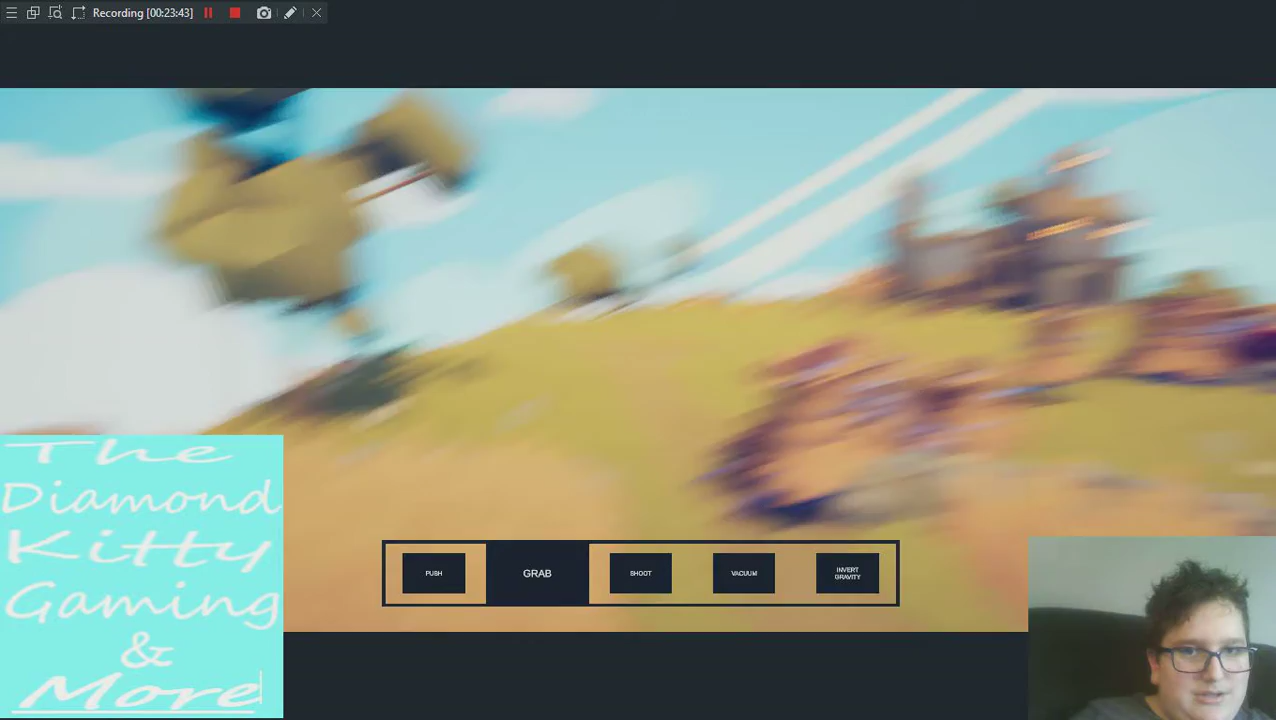 Recording [00:23:43]
The
Diamond
Kitty
Gaming
&
More
PUSH
GRAB
SHOOT
VACUUM
INVERT
GRAVITY